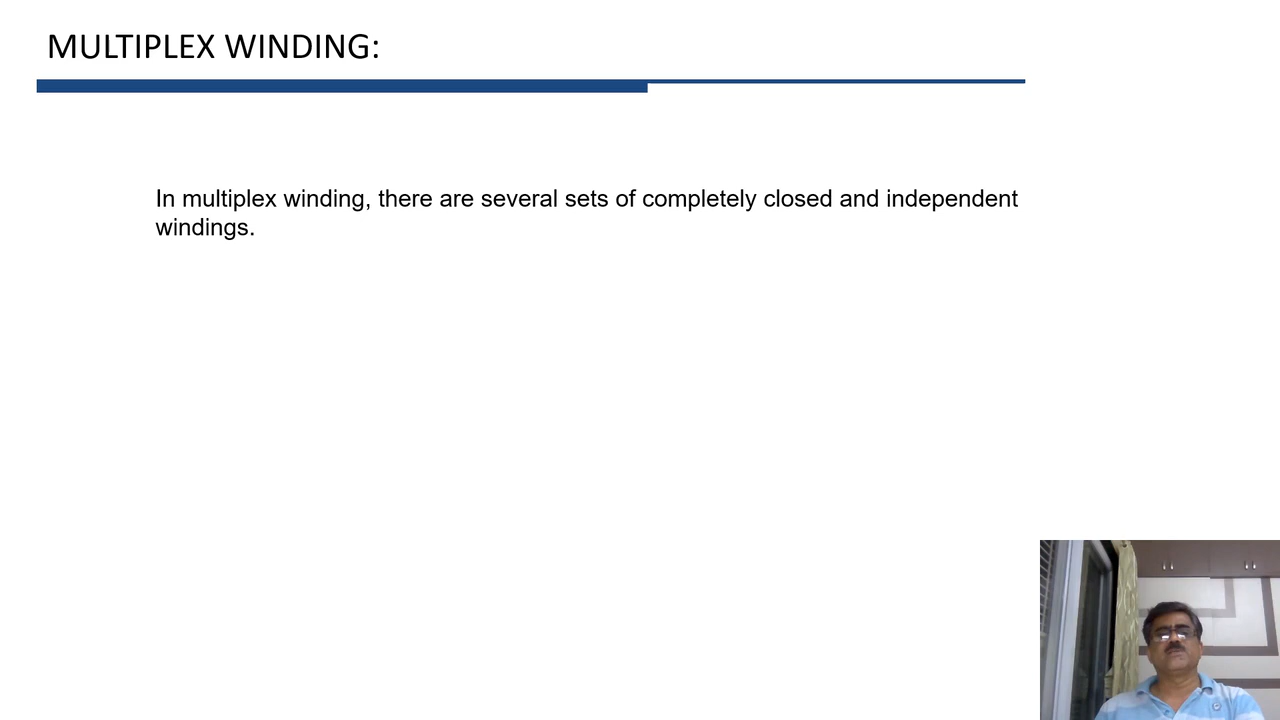 MULTIPLEX WINDING:
In multiplex winding, there are several sets of completely closed and independent
windings.